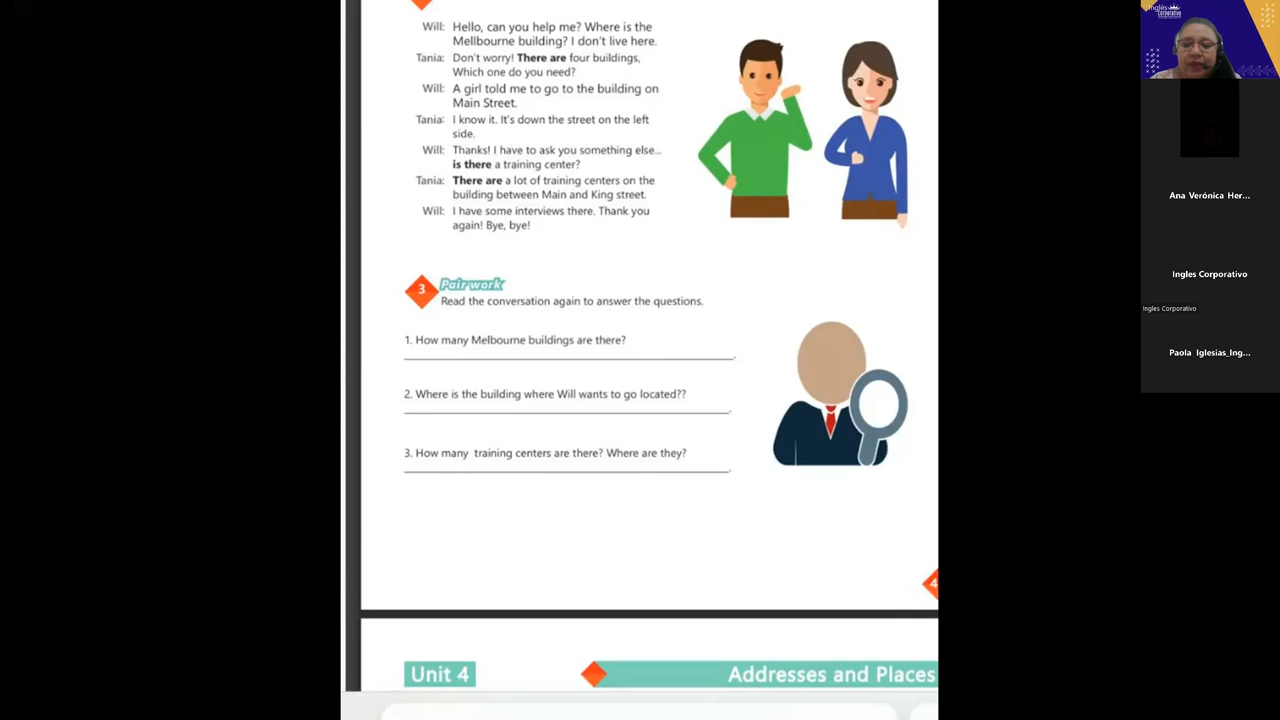 Will: Hello, can you help me? Where is the
Mellbourne building? I don't live here.
Tania: Don't worry! There are four buildings,
Which one do you need?
Will: A girl told me to go to the building on
Main Street.
Tania: I know it. It's down the street on the left
side.
Will: Thanks! I have to ask you something else...
is there a training center?
Tania: There are a lot of training centers on the
building between Main and King street.
Will: I have some interviews there. Thank you
again! Bye, bye!
3
Pair work
Read the conversation again to answer the questions.
1. How many Melbourne buildings are there?
2. Where is the building where Will wants to go located??
3. How many training centers are there? Where are they?
4
Unit 4
Addresses and Places
Inglés
Corporativo
Ana Verónica Her...
Ingles Corporativo
Ingles Corporativo
Paola Iglesias_Ing...